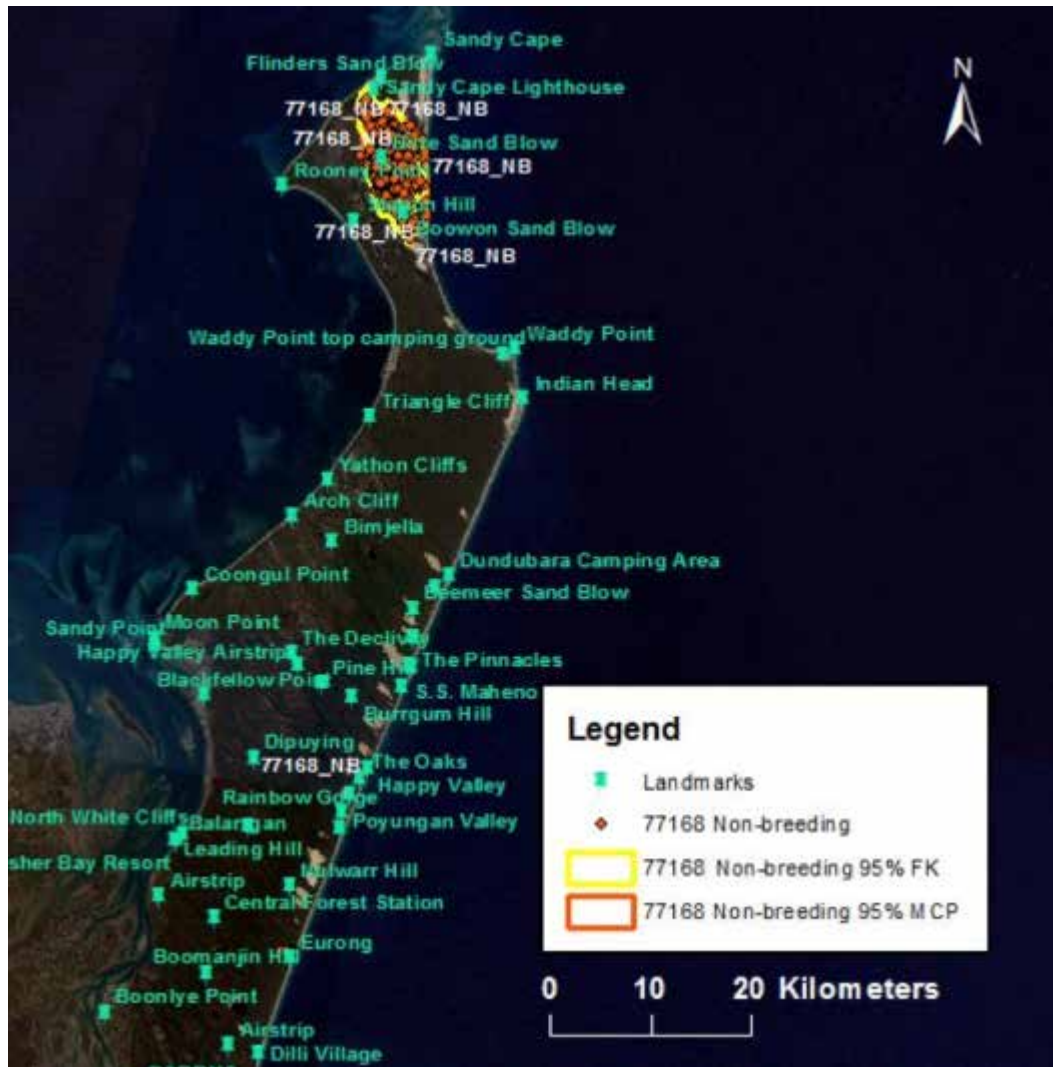 Sandy Cape
Flinders Sand Blow
N
Sandy Cape Lighthouse
77168_NB
77168_NB
77168_NB
Sand Blow
77168_NB
Rooney Point
Hill
77168_NB
Boowon Sand Blow
77168_NB
Waddy Point top camping ground
Waddy Point
Indian Head
Triangle Cliff
Yathon Cliffs
Arch Cliff
Bimjella
Dundubara Camping Area
Coongul Point
Beemeer Sand Blow
Sandy Point
Moon Point
The Declivity
Happy Valley Airstrip
The Pinnacles
Pine Hill
Blackfellow Point
S.S. Maheno
Burrgum Hill
Dipuying
77168_NB
The Oaks
Happy Valley
Rainbow Gorge
North White Cliffs
Balarrgan
Poyungan Valley
Leading Hill
sher Bay Resort
Airstrip
Nulwarr Hill
Central Forest Station
Eurong
Boomanjin Hill
Boonlye Point
Airstrip
Dilli Village
Legend
Landmarks
77168 Non-breeding
77168 Non-breeding 95% FK
77168 Non-breeding 95% MCP
0 10 20 Kilometers